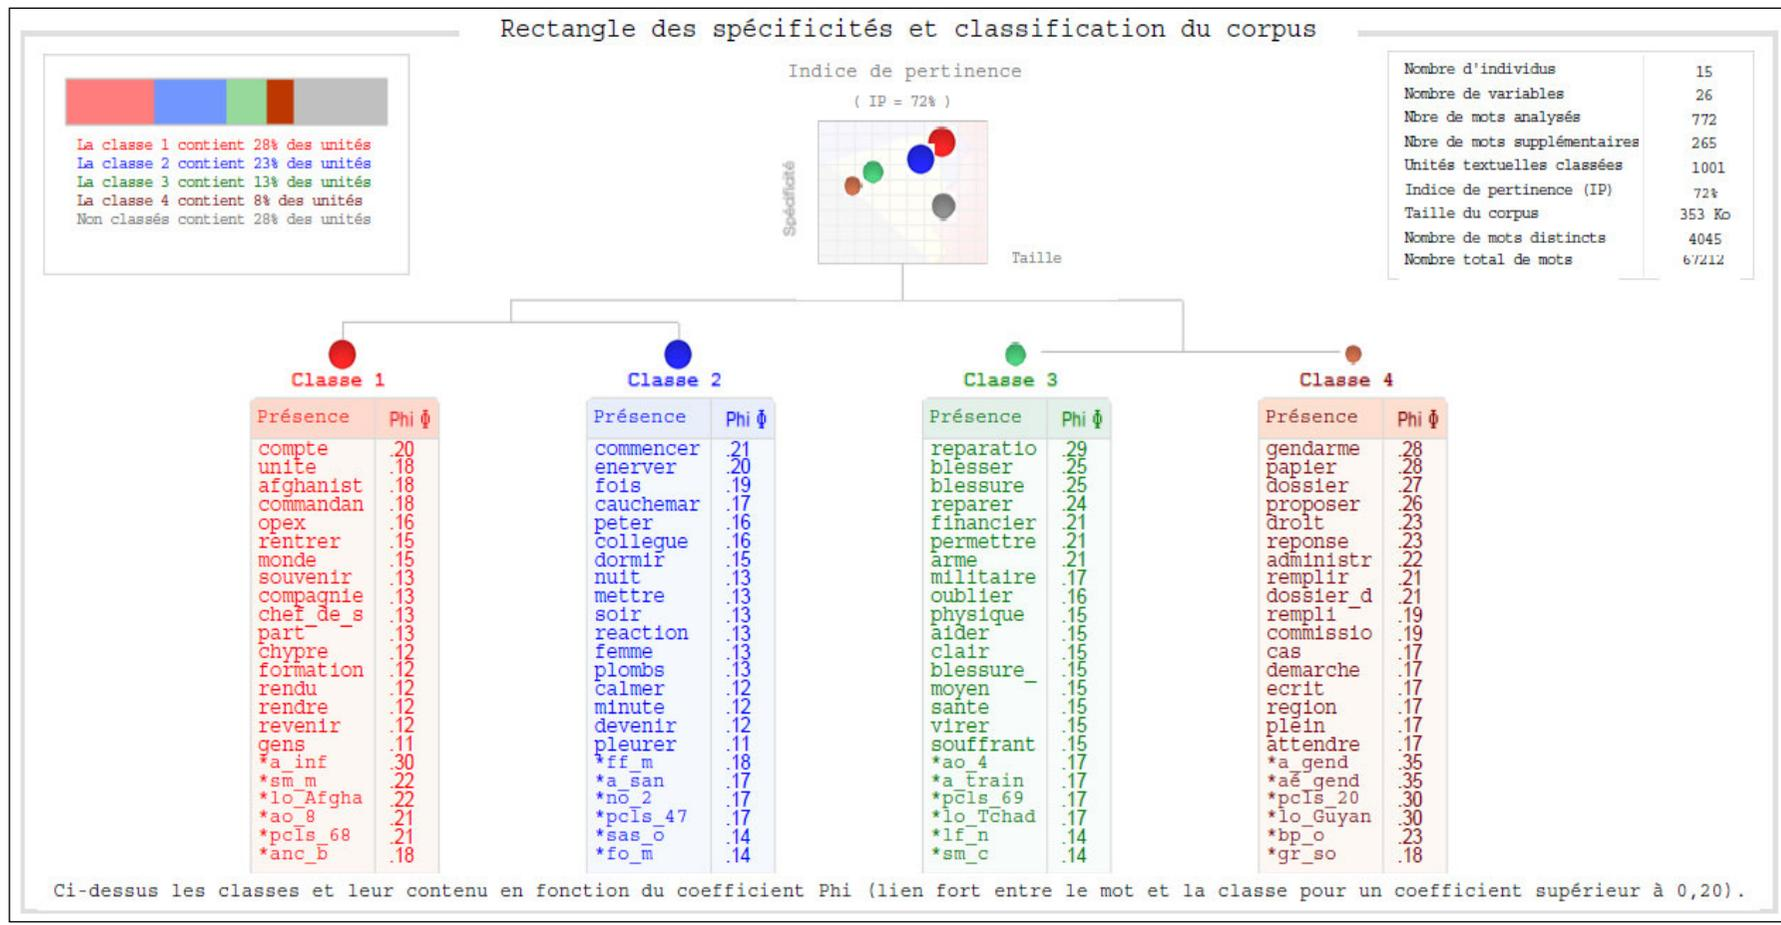 Rectangle des spécificités et classification du corpus
La classe 1 contient 28% des unités
La classe 2 contient 23% des unités
La classe 3 contient 13% des unités
La classe 4 contient 8% des unités
Non classés contient 28% des unités
Indice de pertinence
( IP = 72% )
Spécificité
Taille
Nombre d'individus 15
Nombre de variables 26
Nbre de mots analysés 772
Nbre de mots supplémentaires 265
Unités textuelles classées 1001
Indice de pertinence (IP) 72%
Taille du corpus 353 Ko
Nombre de mots distincts 4045
Nombre total de mots 67212
Classe 1
Présence Phi Φ
compte .20
unite .18
afghanist .18
commandan .18
opex .16
rentrer .15
monde .15
souvenir .13
compagnie .13
chef_de_s .13
part .13
chypre .12
formation .12
rendu .12
rendre .12
revenir .12
gens .11
*a_inf .30
*sm_m .22
*lo_Afgha .22
*ao_8 .21
*pcls_68 .21
*anc_b .18
Classe 2
Présence Phi Φ
commencer .21
enerver .20
fois .19
cauchemar .17
peter .16
collegue .16
dormir .15
nuit .13
mettre .13
soir .13
reaction .13
femme .13
plombs .13
calmer .12
minute .12
devenir .12
pleurer .11
*ff_m .18
*a_san .17
*no_2 .17
*pcls_47 .17
*sas_o .14
*fo_m .14
Classe 3
Présence Phi Φ
reparatio .29
blesser .25
blessure .25
reparer .24
financier .21
permettre .21
arme .21
militaire .17
oublier .16
physique .15
aider .15
clair .15
blessure_ .15
moyen .15
sante .15
virer .15
souffrant .15
*ao_4 .17
*a_train .17
*pcls_69 .17
*lo_Tchad .17
*lf_n .14
*sm_c .14
Classe 4
Présence Phi Φ
gendarme .28
papier .28
dossier .27
proposer .26
droit .23
reponse .23
administr .22
remplir .21
dossier_d .21
rempli .19
commissio .19
cas .17
demarche .17
ecrit .17
region .17
plein .17
attendre .17
*a_gend .35
*ae_gend .35
*pcls_20 .30
*lo_Guyan .30
*bp_o .23
*gr_so .18
Ci-dessus les classes et leur contenu en fonction du coefficient Phi (lien fort entre le mot et la classe pour un coefficient supérieur à 0,20).